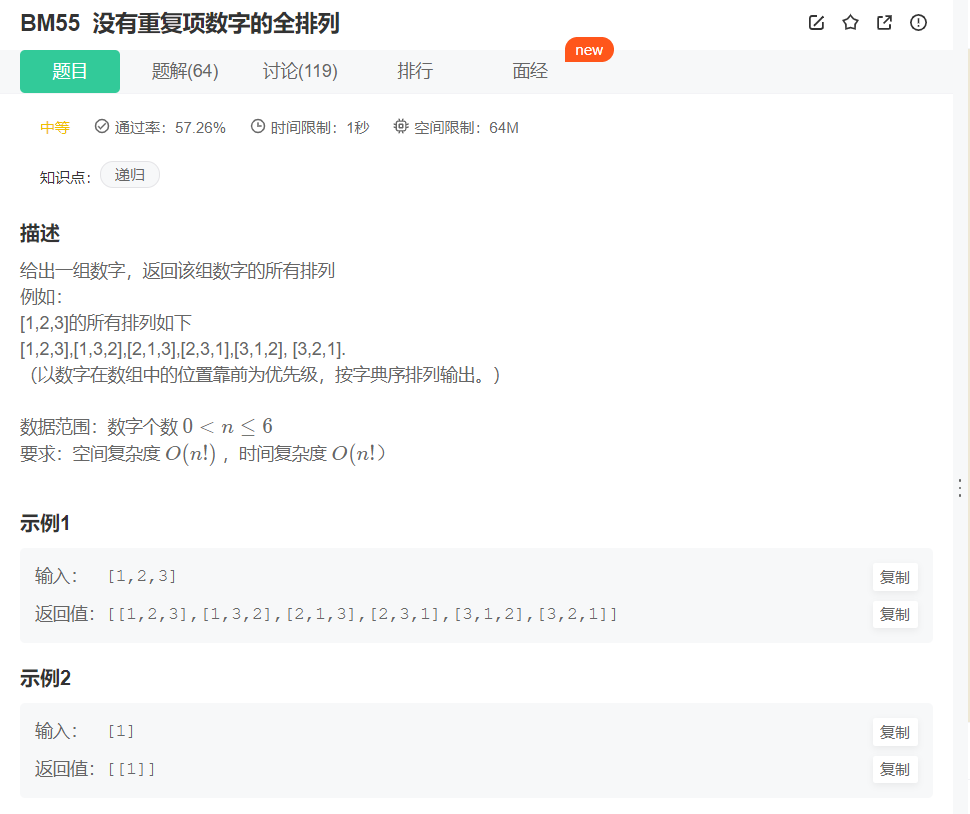 BM55 没有重复项数字的全排列
题目 题解(64) 讨论(119) 排行 面经 new
中等 通过率：57.26% 时间限制：1秒 空间限制：64M
知识点： 递归
描述
给出一组数字，返回该组数字的所有排列
例如：
[1,2,3]的所有排列如下
[1,2,3],[1,3,2],[2,1,3],[2,3,1],[3,1,2], [3,2,1].
（以数字在数组中的位置靠前为优先级，按字典序排列输出。）
数据范围：数字个数 0 < n ≤ 6
要求：空间复杂度 O(n!) ，时间复杂度 O(n!）
示例1
输入： [1,2,3] 复制
返回值： [[1,2,3],[1,3,2],[2,1,3],[2,3,1],[3,1,2],[3,2,1]] 复制
示例2
输入： [1] 复制
返回值： [[1]] 复制